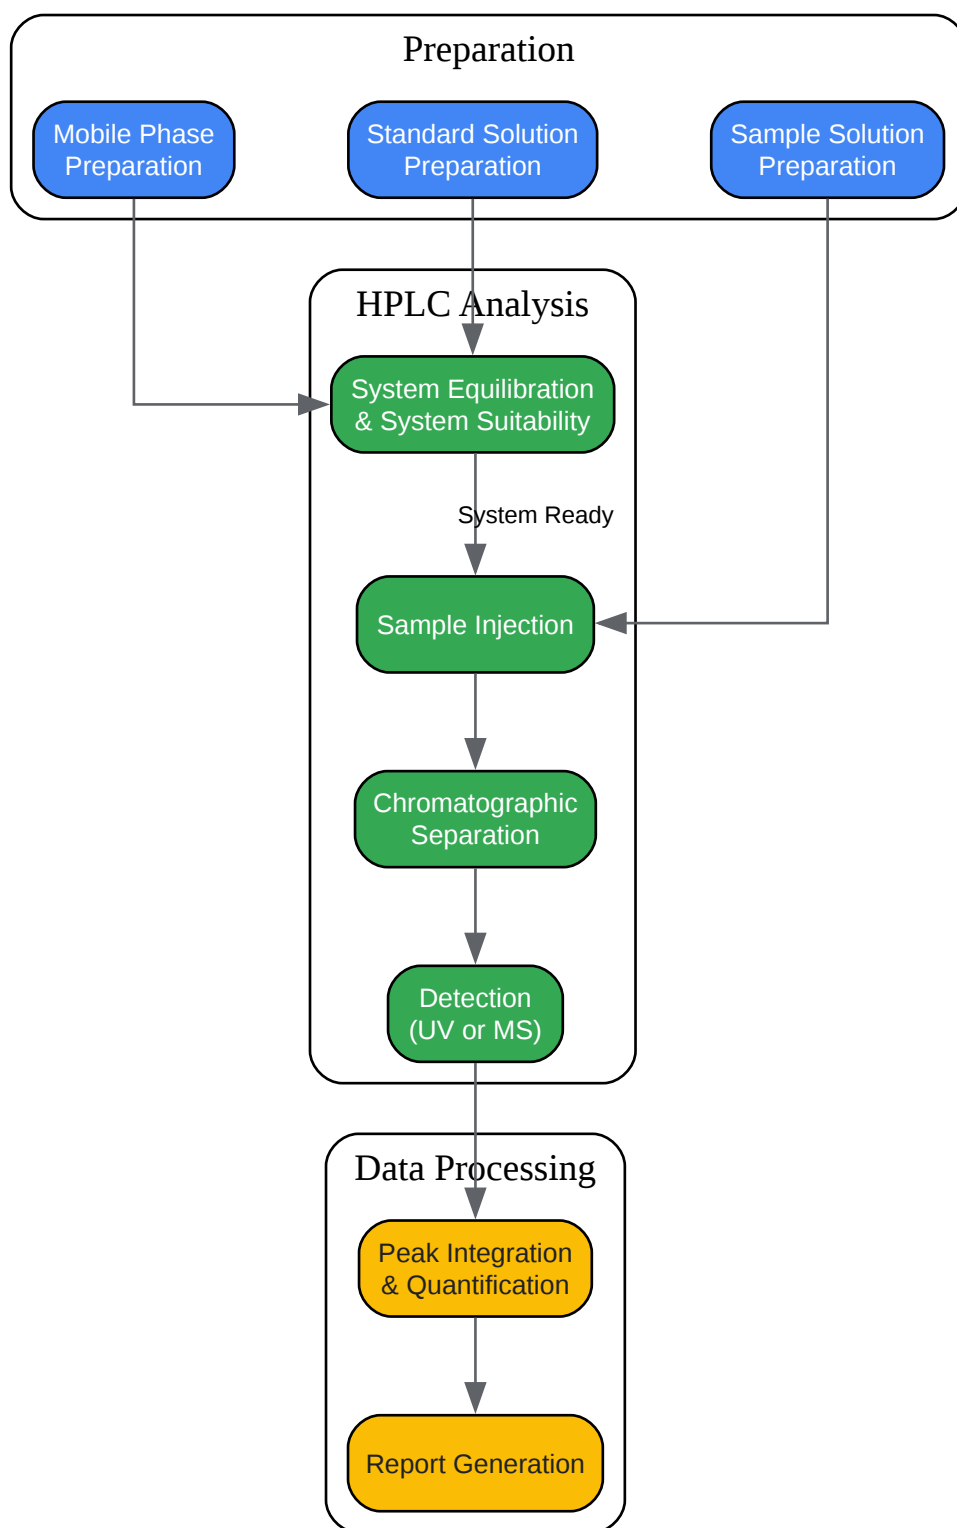 Preparation
Mobile Phase
Preparation
Standard Solution
Preparation
Sample Solution
Preparation
HPLC Analysis
System Equilibration
& System Suitability
System Ready
Sample Injection
Chromatographic
Separation
Detection
(UV or MS)
Data Processing
Peak Integration
& Quantification
Report Generation